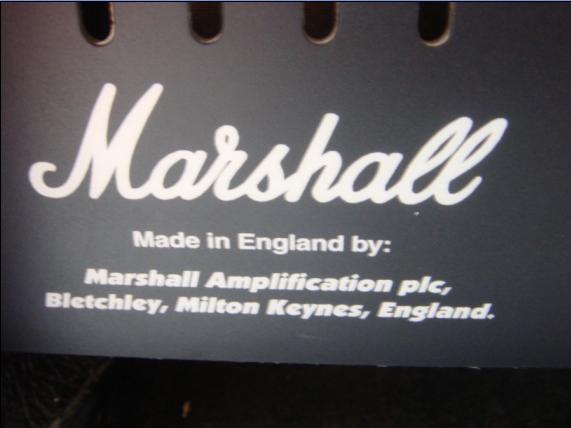 Marshall
Made in England by:
Marshall Amplification plc,
Bletchley, Milton Keynes, England.